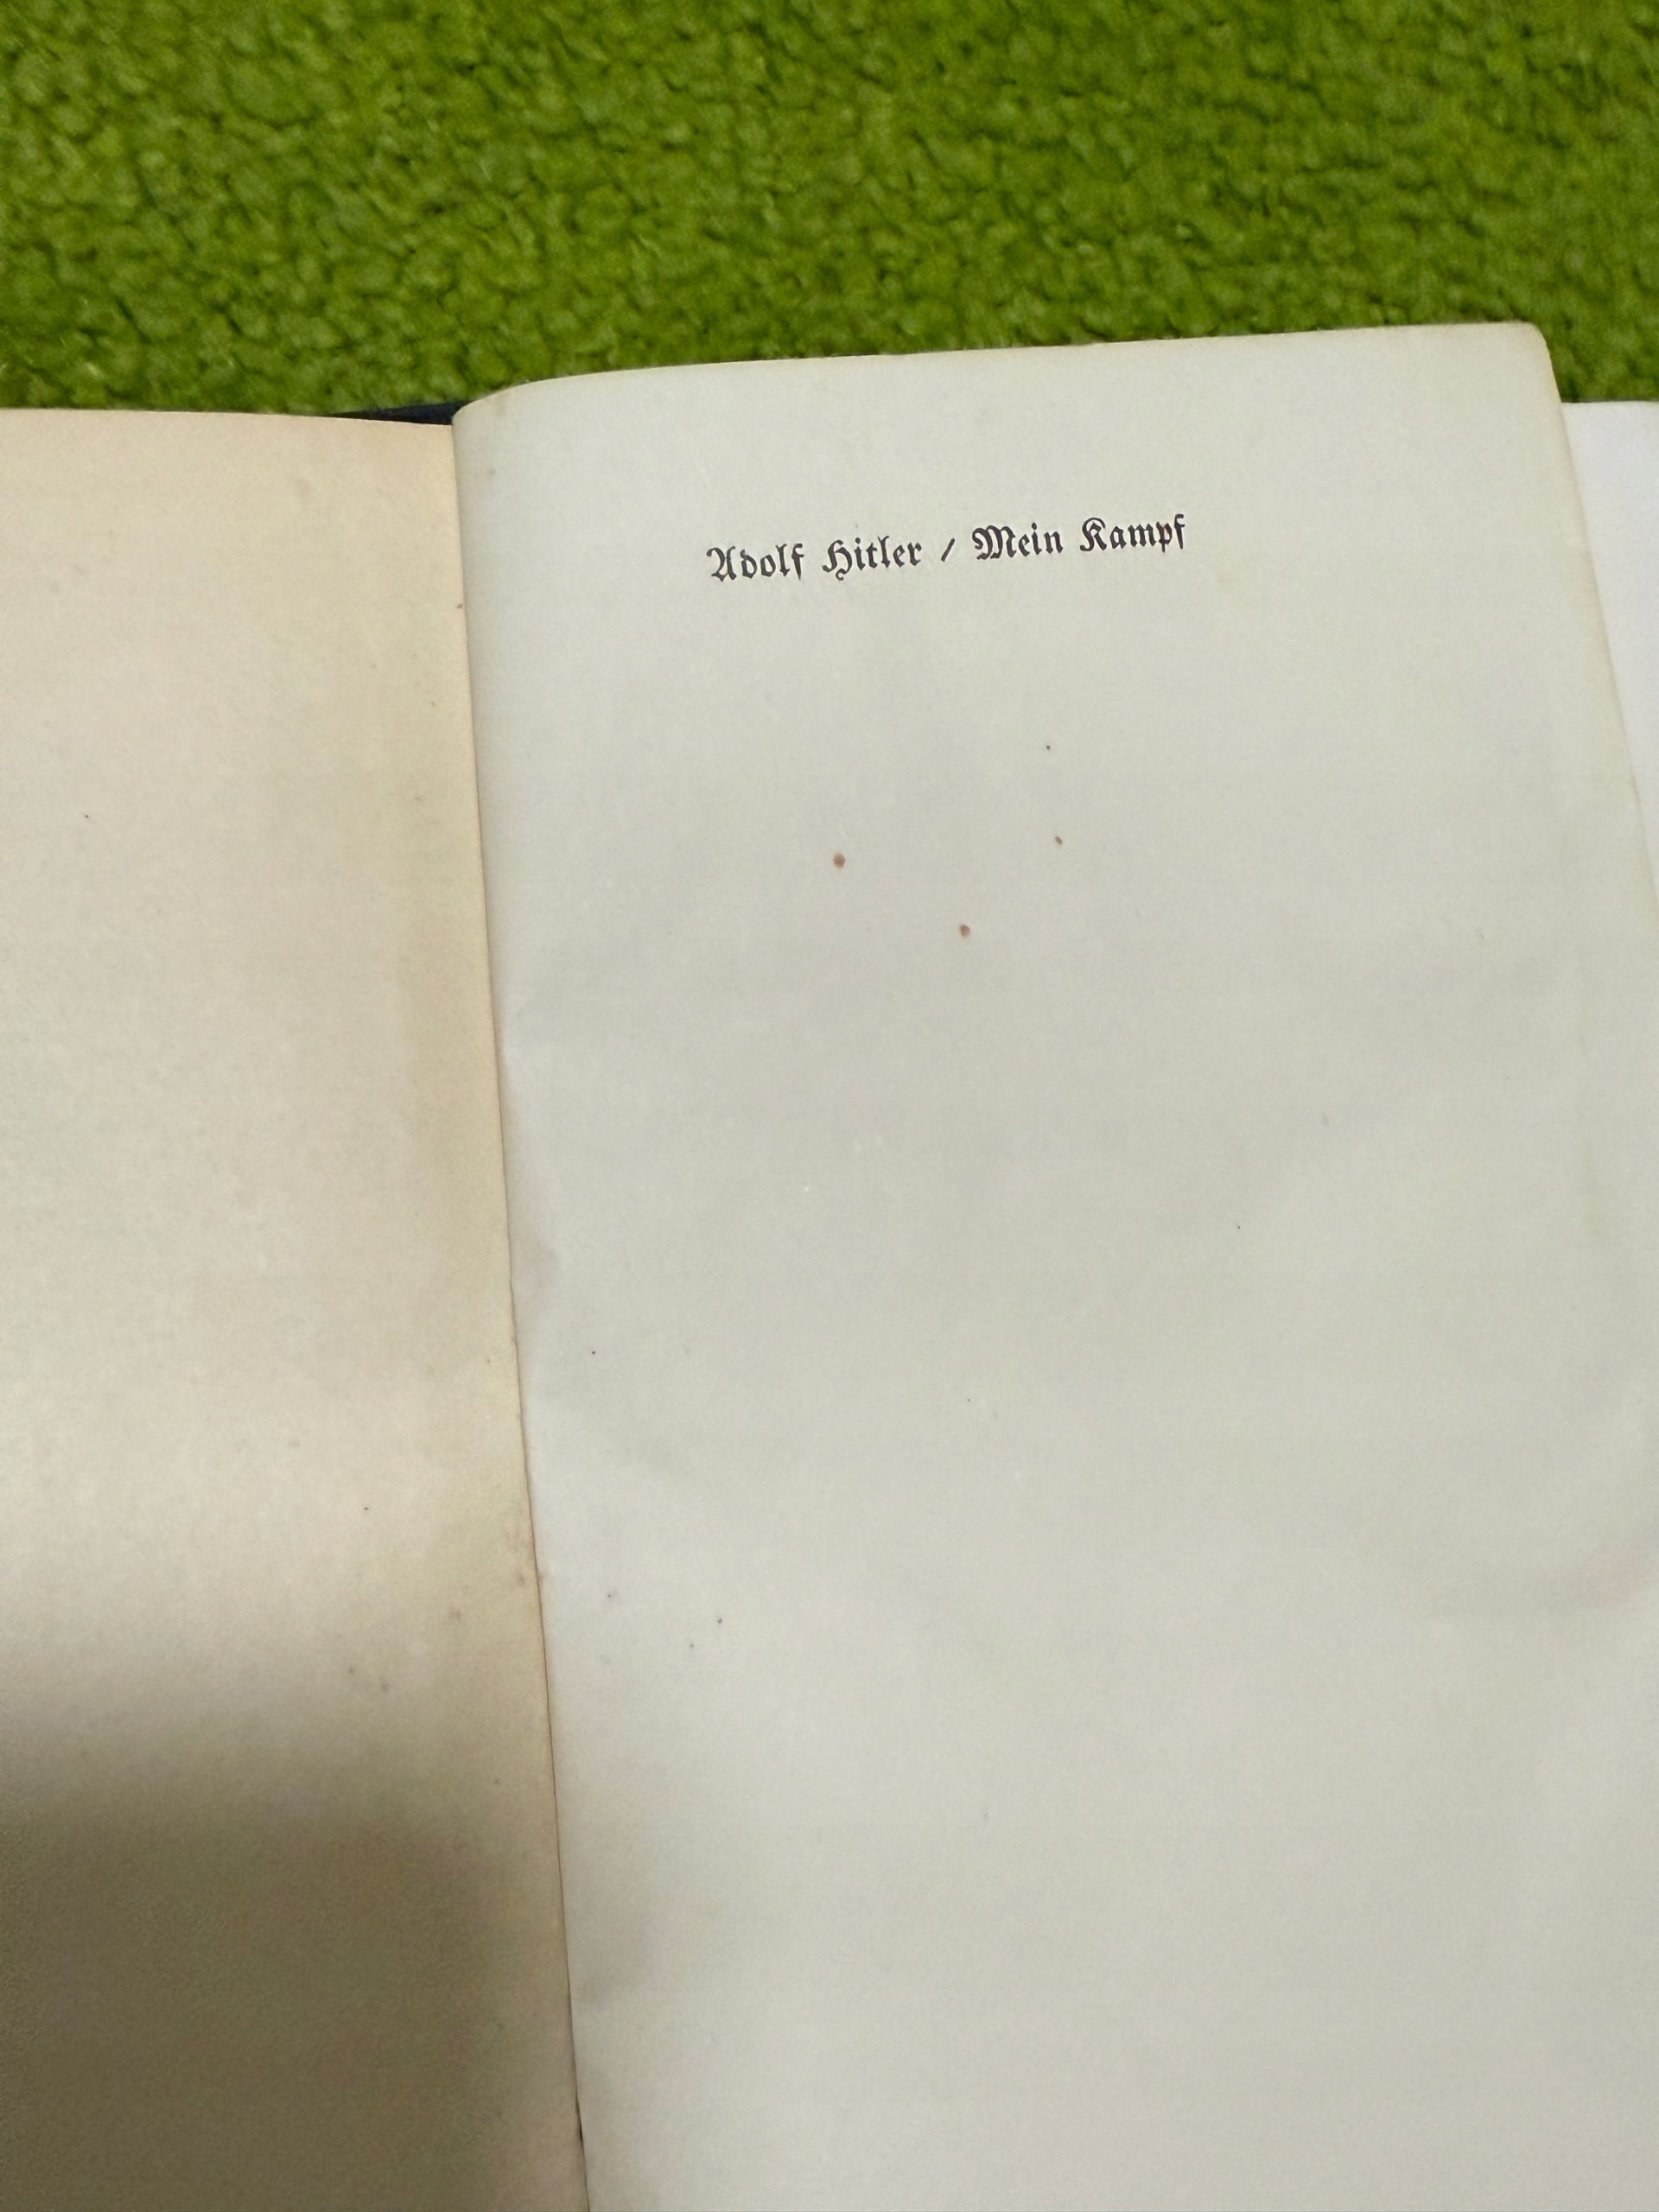 Adolf Hitler / Mein Kampf